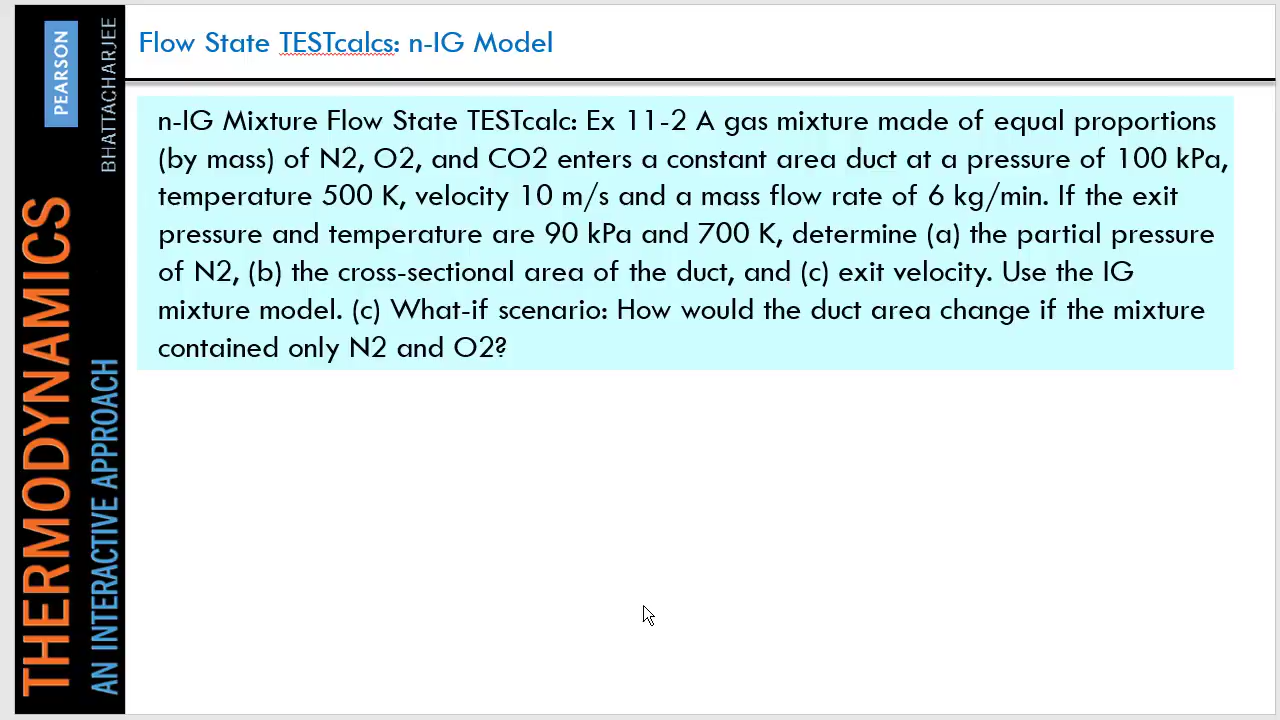 Flow State TESTcalcs: n-IG Model
n-IG Mixture Flow State TESTcalc: Ex 11-2 A gas mixture made of equal proportions
(by mass) of N2, O2, and CO2 enters a constant area duct at a pressure of 100 kPa,
temperature 500 K, velocity 10 m/s and a mass flow rate of 6 kg/min. If the exit
pressure and temperature are 90 kPa and 700 K, determine (a) the partial pressure
of N2, (b) the cross-sectional area of the duct, and (c) exit velocity. Use the IG
mixture model. (c) What-if scenario: How would the duct area change if the mixture
contained only N2 and O2?
PEARSON
BHATTACHARJEE
THERMODYNAMICS
AN INTERACTIVE APPROACH